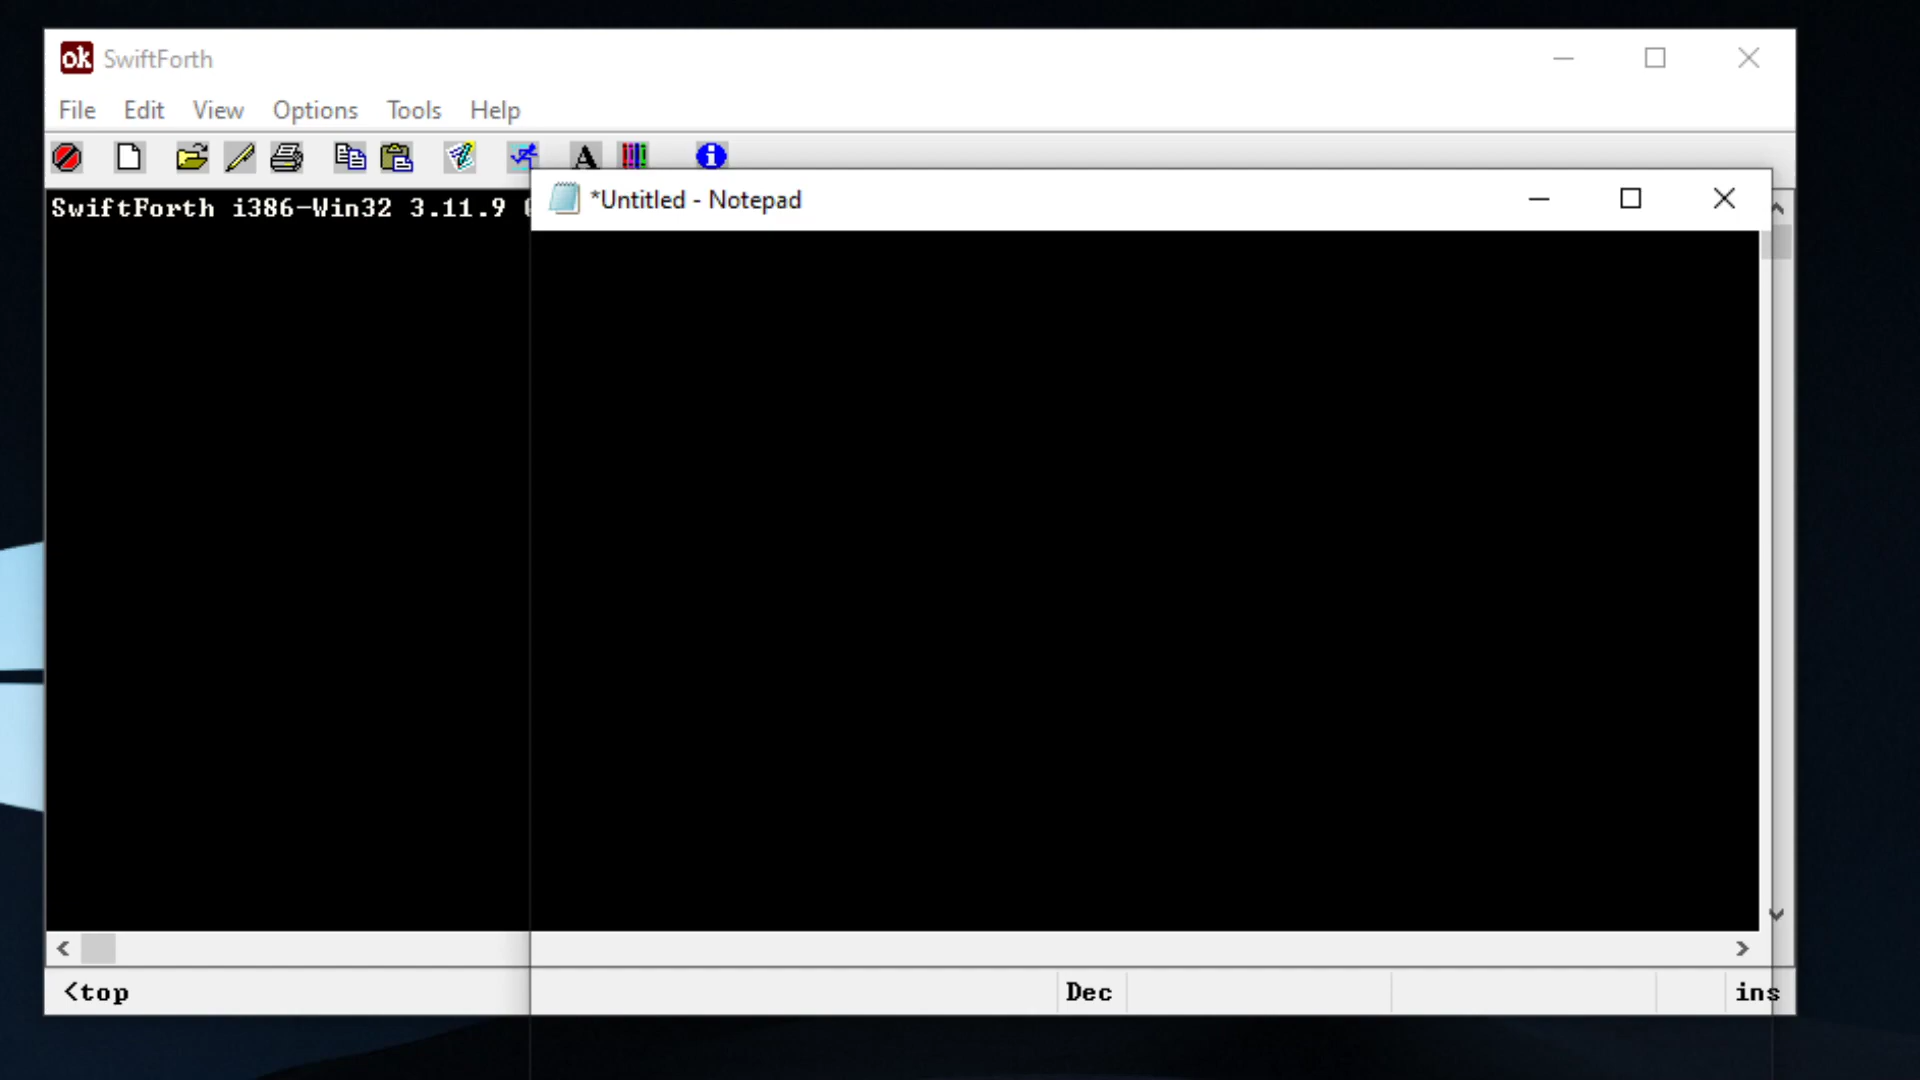 ok SwiftForth
File Edit View Options Tools Help
A i
SwiftForth i386-Win32 3.11.9
*Untitled - Notepad
<top Dec ins